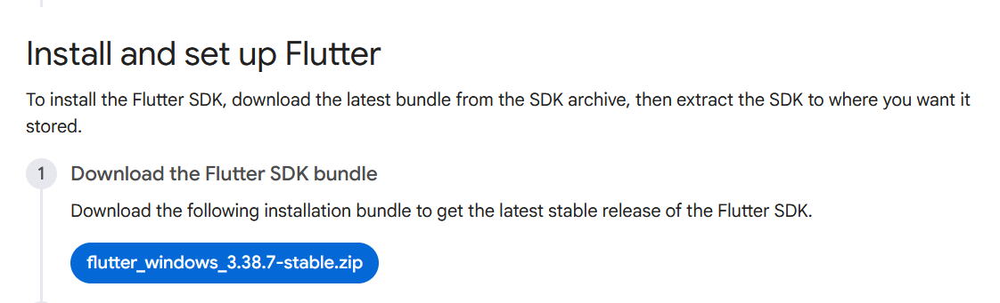 Install and set up Flutter
To install the Flutter SDK, download the latest bundle from the SDK archive, then extract the SDK to where you want it
stored.
1
Download the Flutter SDK bundle
Download the following installation bundle to get the latest stable release of the Flutter SDK.
flutter_windows_3.38.7-stable.zip